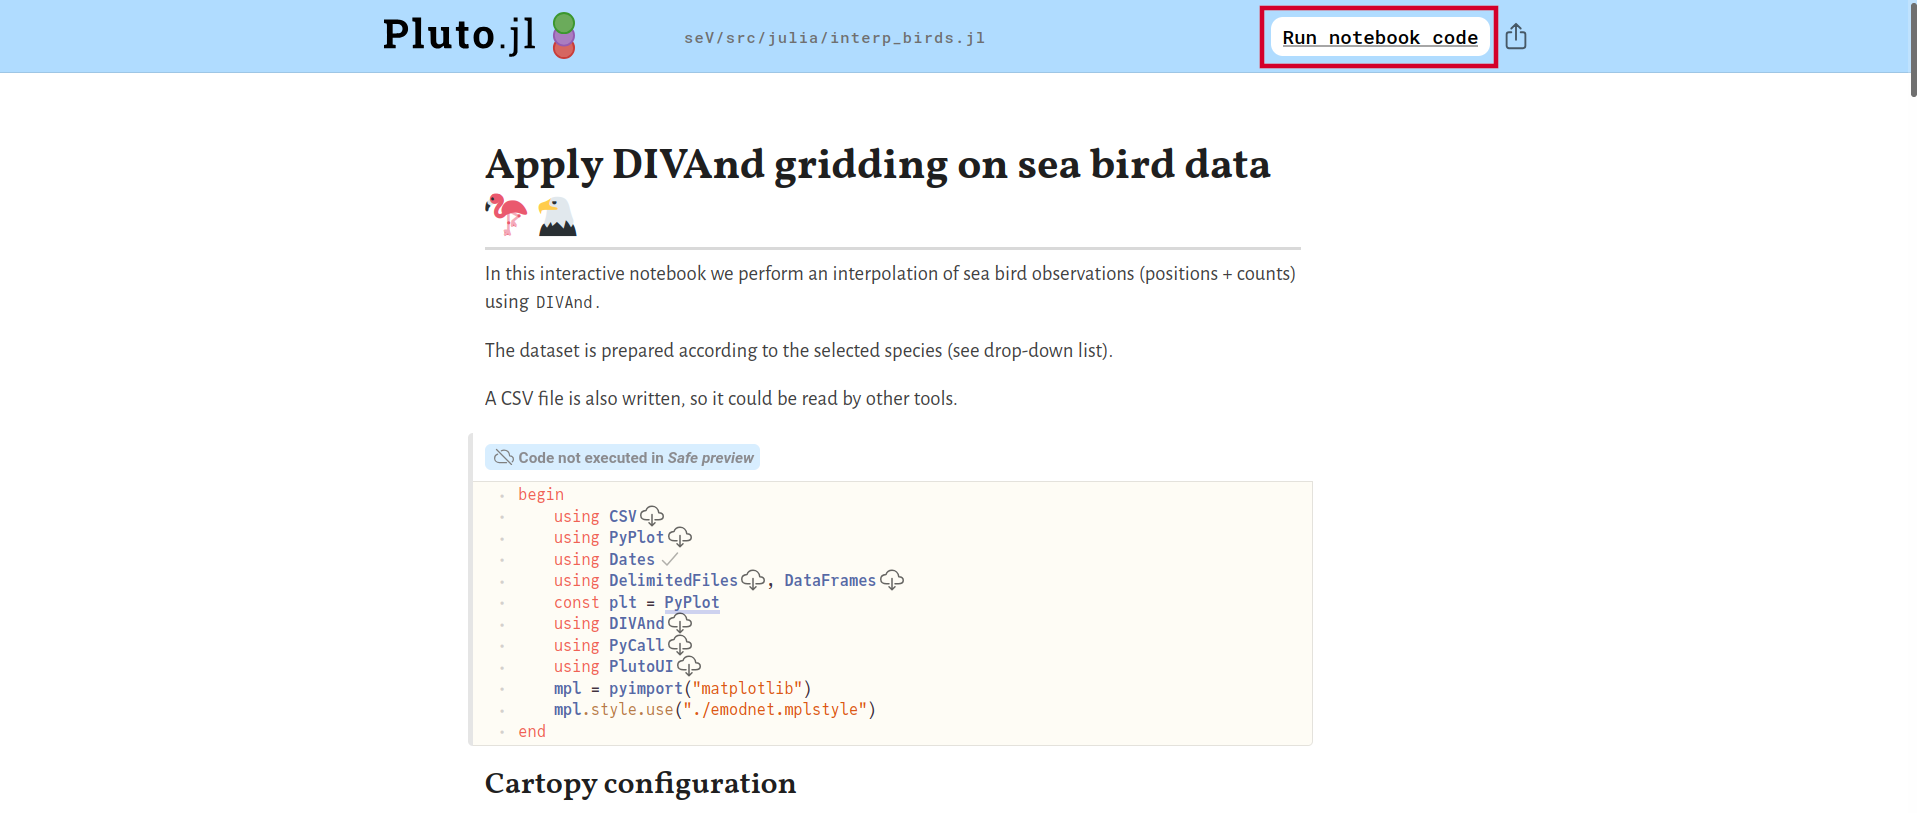 Pluto.jl
seV/src/julia/interp_birds.jl
Run notebook code
Apply DIVAnd gridding on sea bird data
In this interactive notebook we perform an interpolation of sea bird observations (positions + counts)
using DIVAnd.
The dataset is prepared according to the selected species (see drop-down list).
A CSV file is also written, so it could be read by other tools.
Code not executed in Safe preview
begin
using CSV
using PyPlot
using Dates
using DelimitedFiles, DataFrames
const plt = PyPlot
using DIVAnd
using PyCall
using PlutoUI
mpl = pyimport("matplotlib")
mpl.style.use("./emodnet.mplstyle")
end
Cartopy configuration